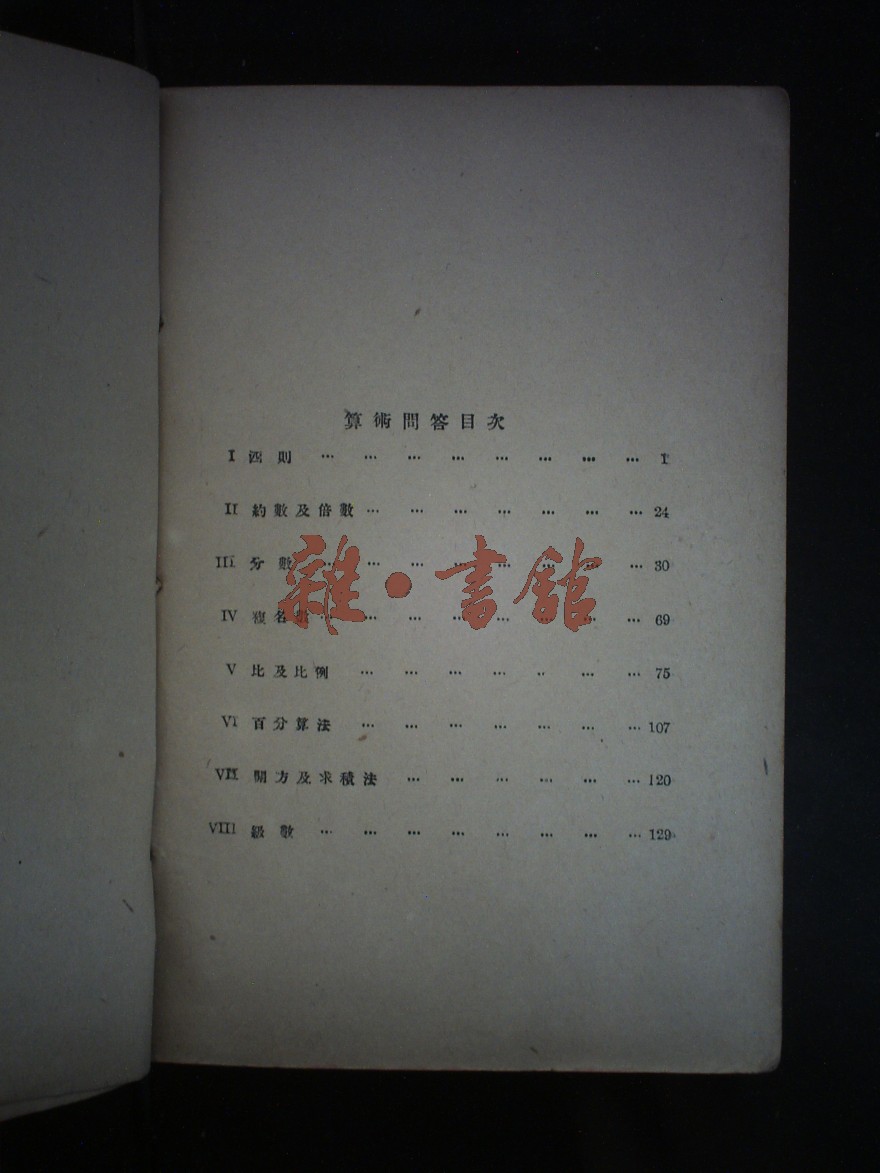 算術問答目次
I 四則 … … … … … … … … 1
II 約數及倍數 … … … … … … … 24
III 分數 … … … … … … … … 30
IV 複名數 … … … … … … … … 69
V 比及比例 … … … … .. … … 75
VI 百分算法 … … … … … … … 107
VII 開方及求積法 … … … … … … 120
VIII 級數 … … … … … … … … 129
雜·書館